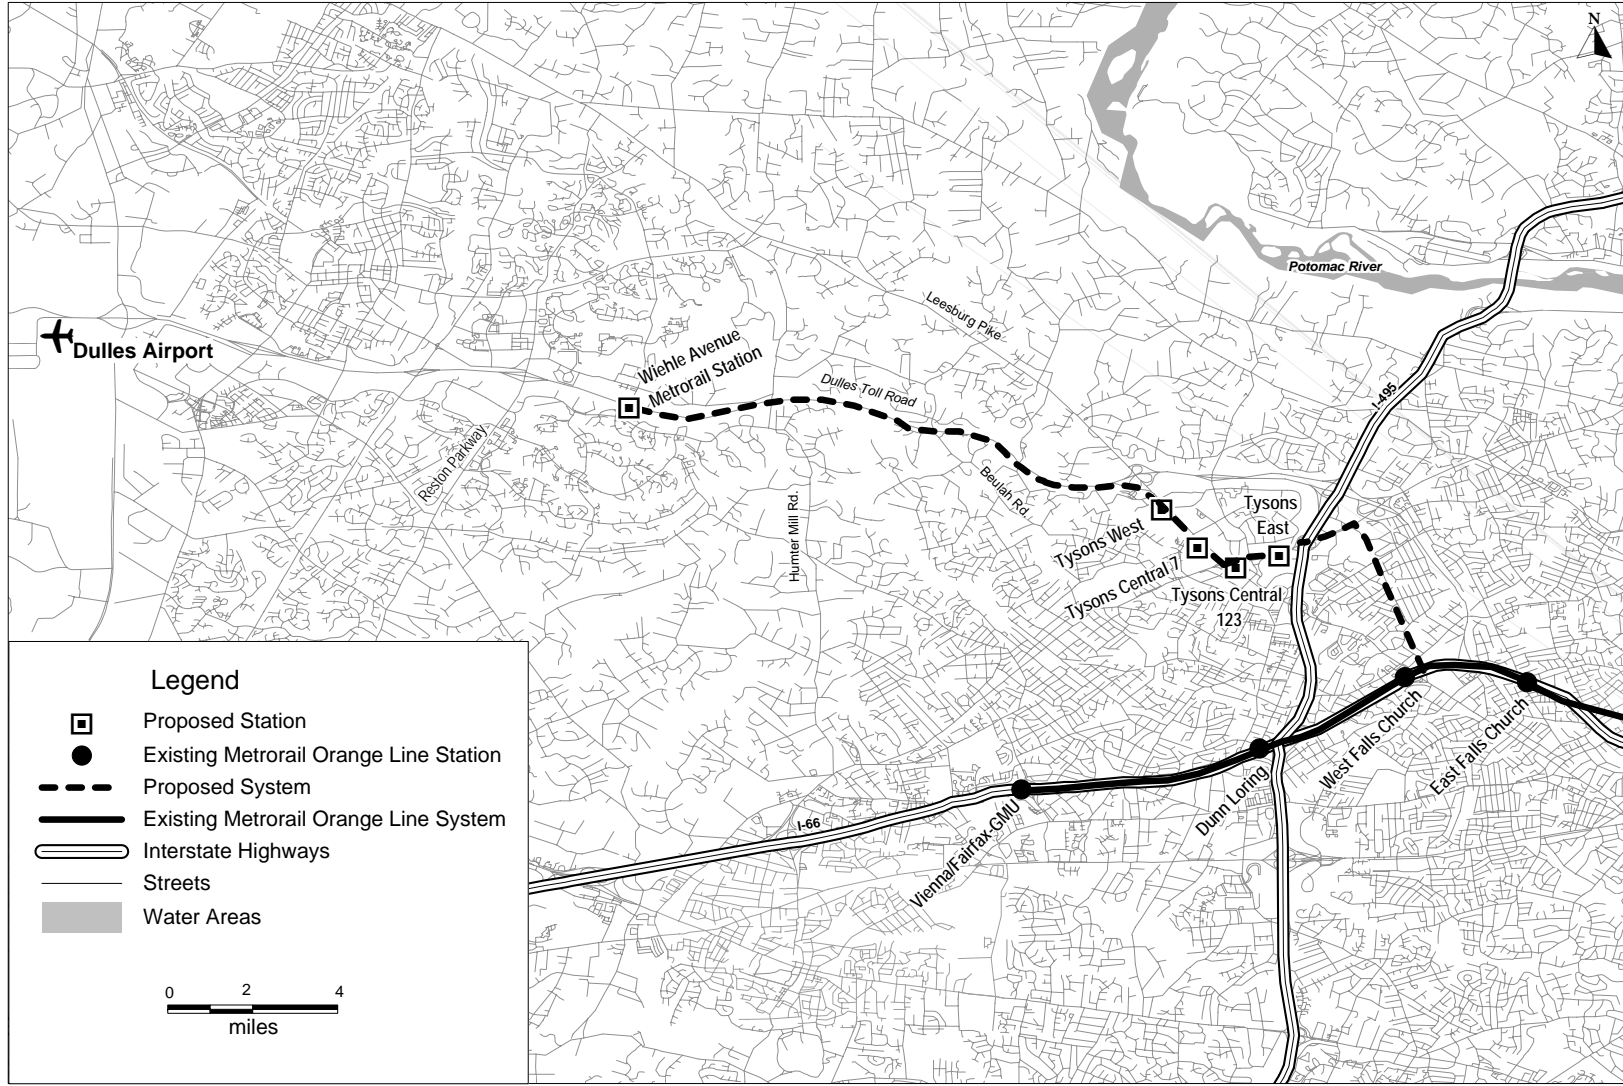 N
Potomac River
Leesburg Pike
Dulles Airport
Wiehle Avenue
Metrorail Station
Dulles Toll Road
I-495
Reston Parkway
Beulah Rd.
Humter Mill Rd.
Tysons
East
Tysons West
Tysons Central 7
Tysons Central
123
West Falls Church
East Falls Church
Dunn Loring
I-66
Vienna/Fairfax-GMU
Legend
Proposed Station
Existing Metrorail Orange Line Station
Proposed System
Existing Metrorail Orange Line System
Interstate Highways
Streets
Water Areas
0 2 4
miles